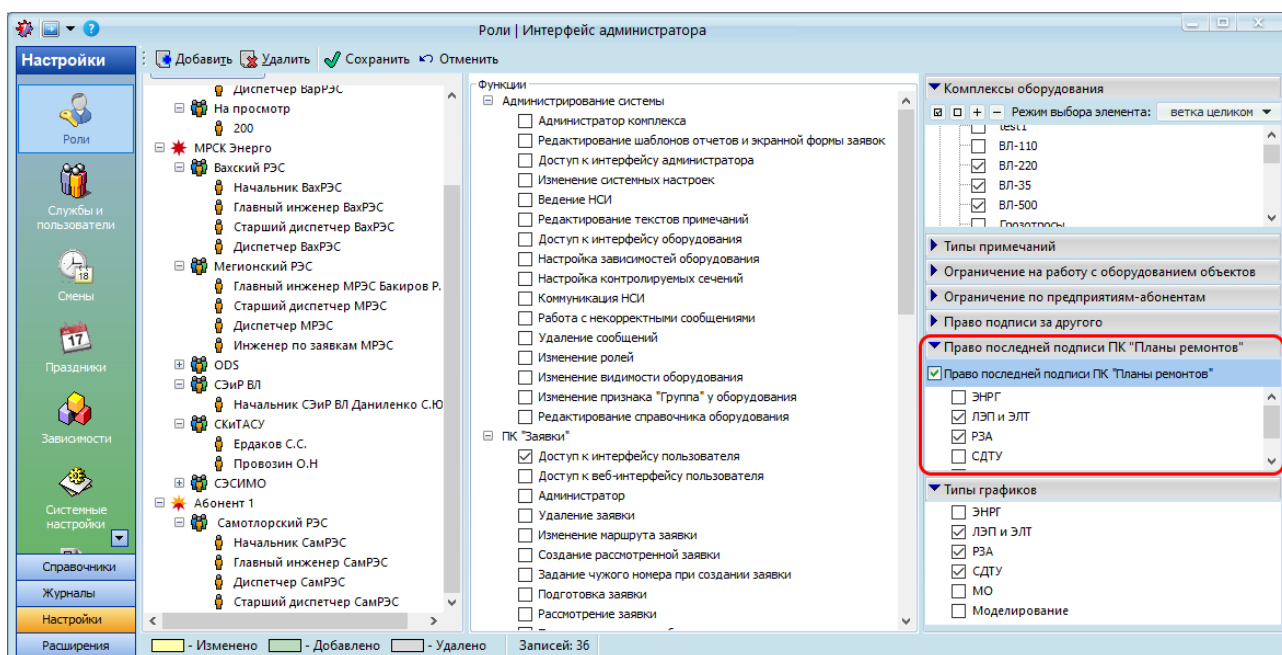 Роли | Интерфейс администратора
Настройки
Добавить Удалить Сохранить Отменить
Роли
Службы и
пользователи
18
Смены
17
Праздники
Зависимости
Системные
настройки
Справочники
Журналы
Настройки
Расширения
Диспетчер ВарРЭС
На просмотр
200
МРСК Энерго
Вахский РЭС
Начальник ВахРЭС
Главный инженер ВахРЭС
Старший диспетчер ВахРЭС
Диспетчер ВахРЭС
Мегионский РЭС
Главный инженер МРЭС Бакиров Р.
Старший диспетчер МРЭС
Диспетчер МРЭС
Инженер по заявкам МРЭС
ODS
СЭиР ВЛ
Начальник СЭиР ВЛ Даниленко С.Ю
СКиТАСУ
Ердаков С.С.
Провозин О.Н
СЭСИМО
Абонент 1
Самотлорский РЭС
Начальник СамРЭС
Главный инженер СамРЭС
Диспетчер СамРЭС
Старший диспетчер СамРЭС
Функции
Администрирование системы
Администратор комплекса
Редактирование шаблонов отчетов и экранной формы заявок
Доступ к интерфейсу администратора
Изменение системных настроек
Ведение НСИ
Редактирование текстов примечаний
Доступ к интерфейсу оборудования
Настройка зависимостей оборудования
Настройка контролируемых сечений
Коммуникация НСИ
Работа с некорректными сообщениями
Удаление сообщений
Изменение ролей
Изменение видимости оборудования
Изменение признака "Группа" у оборудования
Редактирование справочника оборудования
ПК "Заявки"
Доступ к интерфейсу пользователя
Доступ к веб-интерфейсу пользователя
Администратор
Удаление заявки
Изменение маршрута заявки
Создание рассмотренной заявки
Задание чужого номера при создании заявки
Подготовка заявки
Рассмотрение заявки
Комплексы оборудования
Режим выбора элемента: ветка целиком
test1
ВЛ-110
ВЛ-220
ВЛ-35
ВЛ-500
Грозотросы
Типы примечаний
Ограничение на работу с оборудованием объектов
Ограничение по предприятиям-абонентам
Право подписи за другого
Право последней подписи ПК "Планы ремонтов"
Право последней подписи ПК "Планы ремонтов"
ЭНРГ
ЛЭП и ЭЛТ
РЗА
СДТУ
Типы графиков
ЭНРГ
ЛЭП и ЭЛТ
РЗА
СДТУ
МО
Моделирование
- Изменено - Добавлено - Удалено Записей: 36